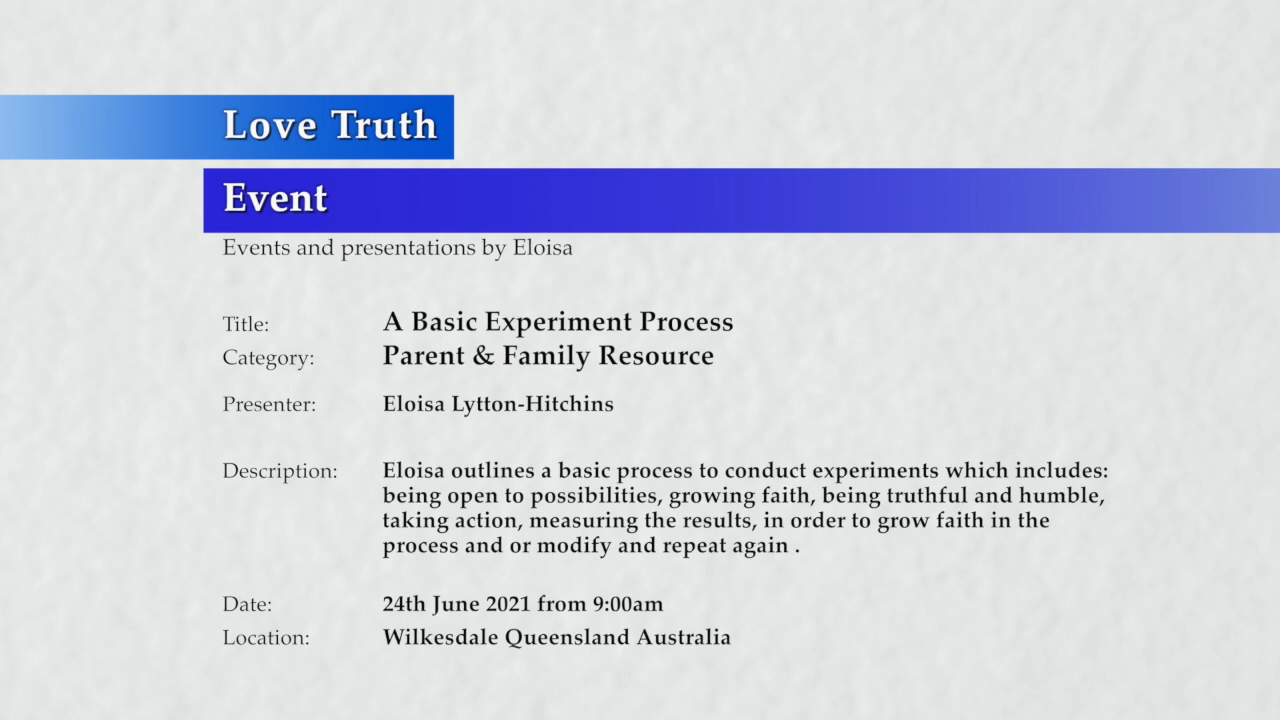 Love Truth
Event
Events and presentations by Eloisa
Title: A Basic Experiment Process
Category: Parent & Family Resource
Presenter: Eloisa Lytton-Hitchins
Description: Eloisa outlines a basic process to conduct experiments which includes:
being open to possibilities, growing faith, being truthful and humble,
taking action, measuring the results, in order to grow faith in the
process and or modify and repeat again .
Date: 24th June 2021 from 9:00am
Location: Wilkesdale Queensland Australia